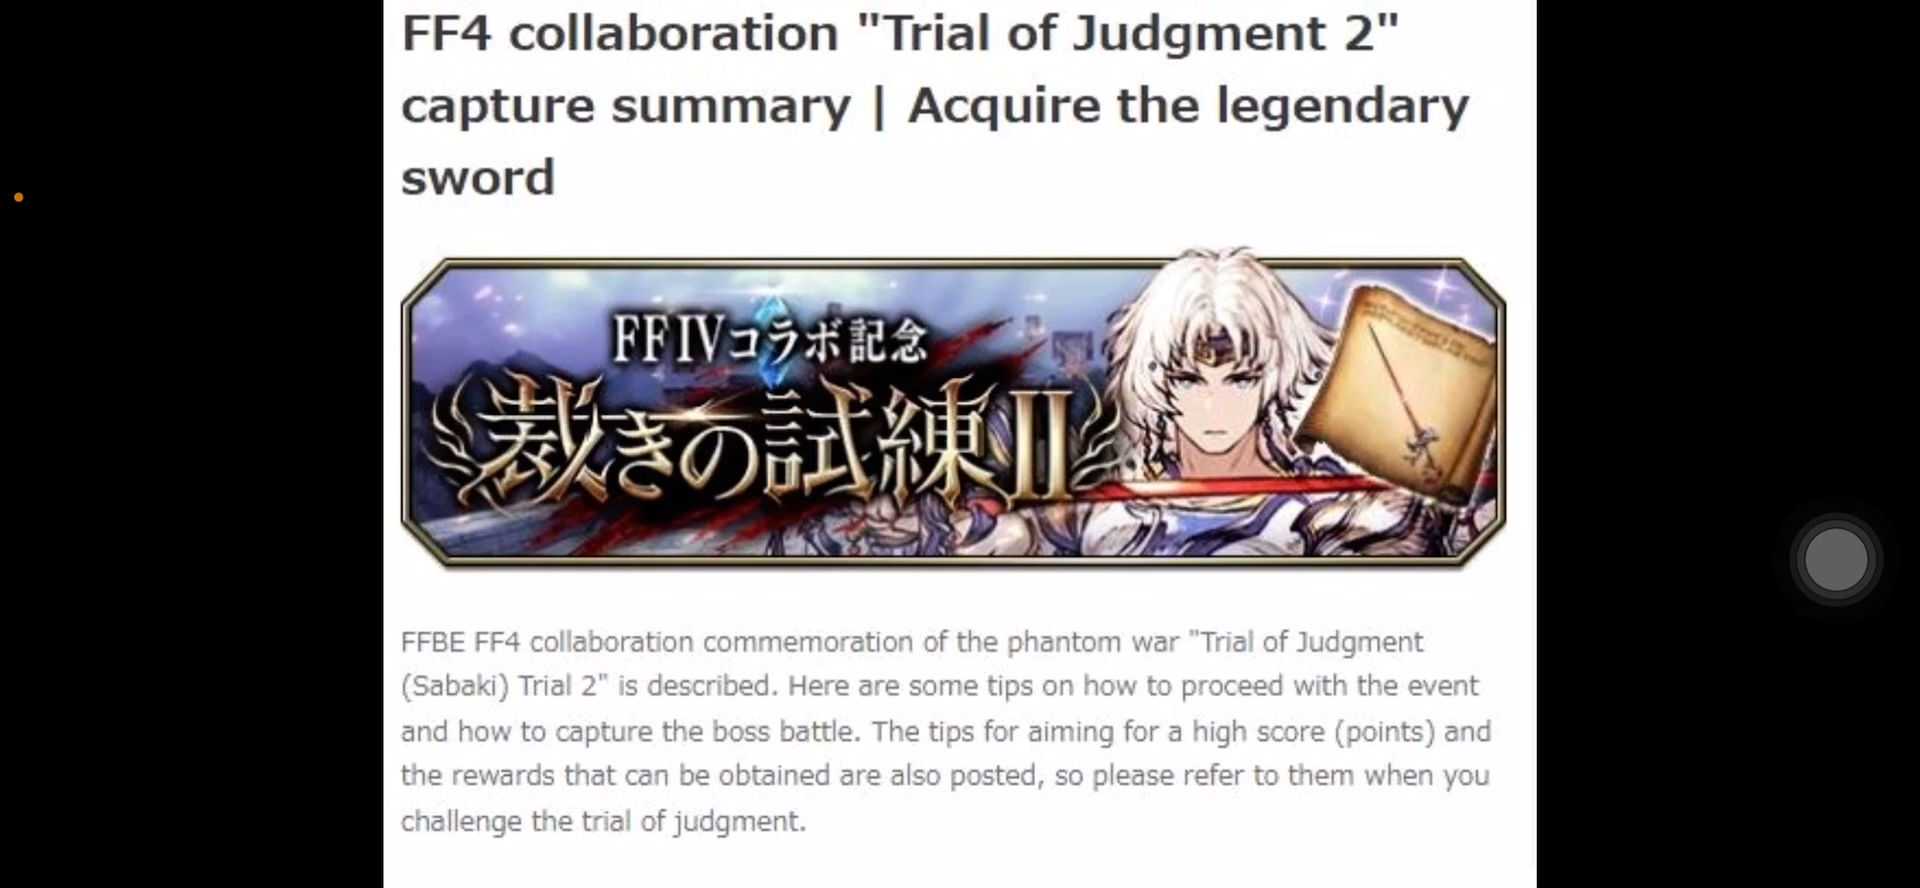 FF4 collaboration "Trial of Judgment 2"
capture summary | Acquire the legendary
sword
FFIVコラボ記念
裁きの試練II
FFBE FF4 collaboration commemoration of the phantom war "Trial of Judgment
(Sabaki) Trial 2" is described. Here are some tips on how to proceed with the event
and how to capture the boss battle. The tips for aiming for a high score (points) and
the rewards that can be obtained are also posted, so please refer to them when you
challenge the trial of judgment.